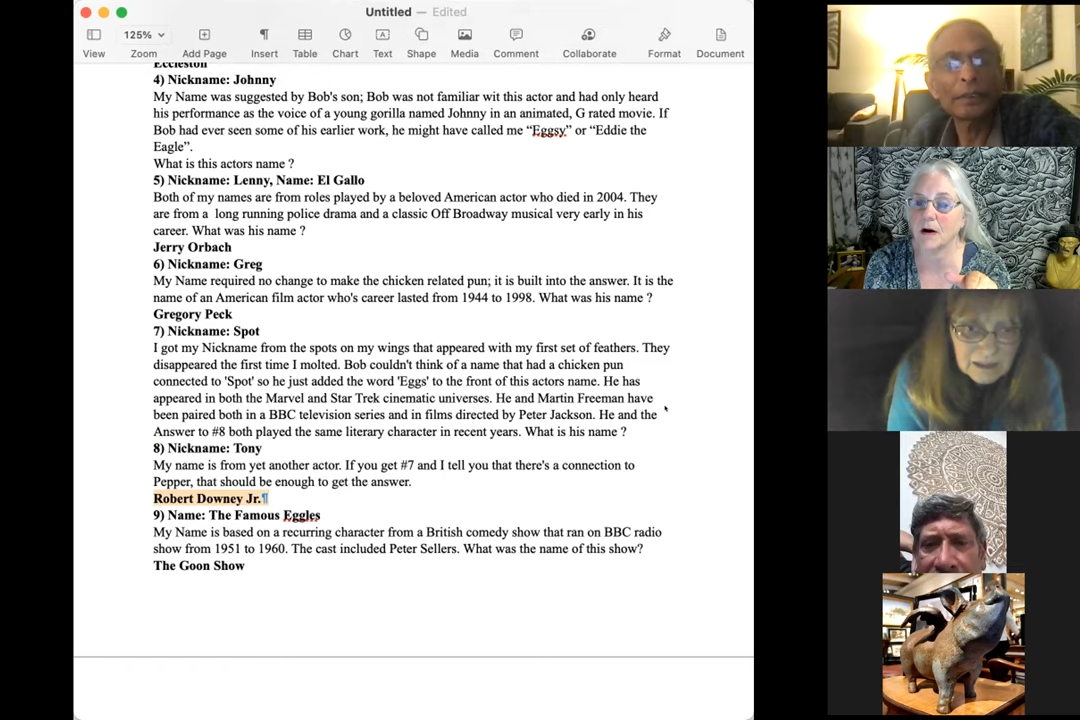 Untitled — Edited
125%
View Zoom Add Page Insert Table Chart Text Shape Media Comment Collaborate Format Document
Eccleston
4) Nickname: Johnny
My Name was suggested by Bob's son; Bob was not familiar wit this actor and had only heard
his performance as the voice of a young gorilla named Johnny in an animated, G rated movie. If
Bob had ever seen some of his earlier work, he might have called me “Eggsy” or “Eddie the
Eagle”.
What is this actors name ?
5) Nickname: Lenny, Name: El Gallo
Both of my names are from roles played by a beloved American actor who died in 2004. They
are from a long running police drama and a classic Off Broadway musical very early in his
career. What was his name ?
Jerry Orbach
6) Nickname: Greg
My Name required no change to make the chicken related pun; it is built into the answer. It is the
name of an American film actor who's career lasted from 1944 to 1998. What was his name ?
Gregory Peck
7) Nickname: Spot
I got my Nickname from the spots on my wings that appeared with my first set of feathers. They
disappeared the first time I molted. Bob couldn't think of a name that had a chicken pun
connected to 'Spot' so he just added the word 'Eggs' to the front of this actors name. He has
appeared in both the Marvel and Star Trek cinematic universes. He and Martin Freeman have
been paired both in a BBC television series and in films directed by Peter Jackson. He and the
Answer to #8 both played the same literary character in recent years. What is his name ?
8) Nickname: Tony
My name is from yet another actor. If you get #7 and I tell you that there's a connection to
Pepper, that should be enough to get the answer.
Robert Downey Jr.¶
9) Name: The Famous Eggles
My Name is based on a recurring character from a British comedy show that ran on BBC radio
show from 1951 to 1960. The cast included Peter Sellers. What was the name of this show?
The Goon Show